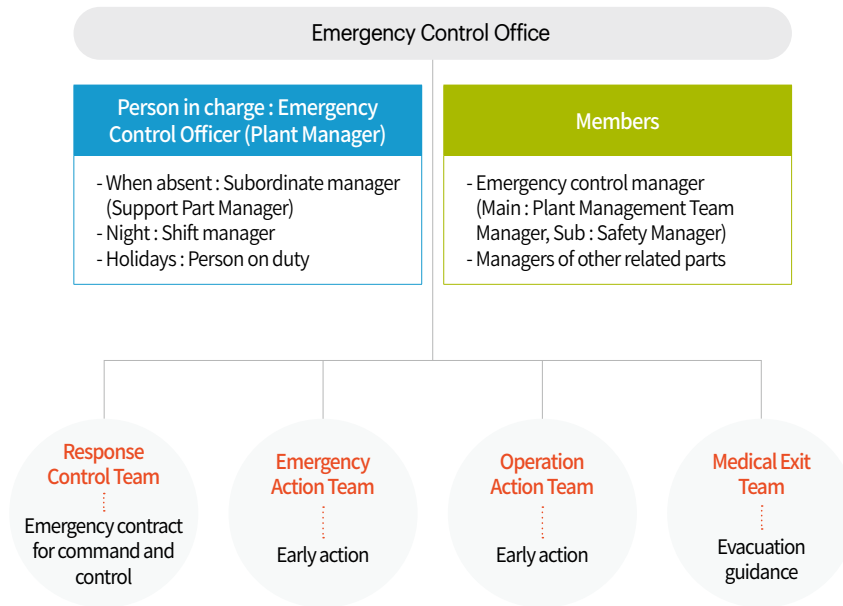 Emergency Control Office
Person in charge : Emergency
Control Officer (Plant Manager)
- When absent : Subordinate manager
(Support Part Manager)
- Night : Shift manager
- Holidays : Person on duty
Members
- Emergency control manager
(Main : Plant Management Team
Manager, Sub : Safety Manager)
- Managers of other related parts
Response
Control Team
Emergency contract
for command and
control
Emergency
Action Team
Early action
Operation
Action Team
Early action
Medical Exit
Team
Evacuation
guidance